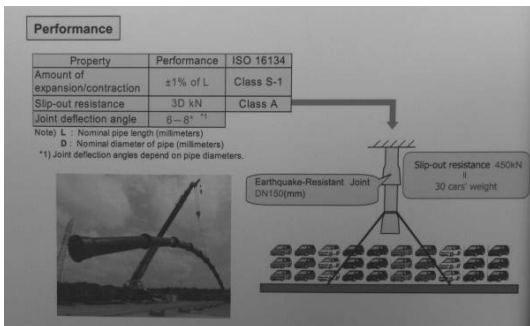 Performance
Property Performance ISO 16134
Amount of expansion/contraction ±1% of L Class S-1
Slip-out resistance 3D kN Class A
Joint deflection angle 6－8° *1
Note) L : Nominal pipe length (millimeters)
D : Nominal diameter of pipe (millimeters)
*1) Joint deflection angles depend on pipe diameters.
Earthquake-Resistant Joint
DN150(mm)
Slip-out resistance 450kN
=
30 cars' weight